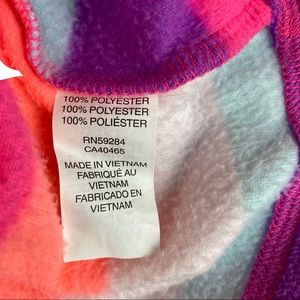 100% POLYESTER
100% POLYESTER
100% POLIÉSTER
RN59284
CA40465
MADE IN VIETNAM
FABRIQUÉ AU
VIETNAM
FABRICADO EN
VIETNAM